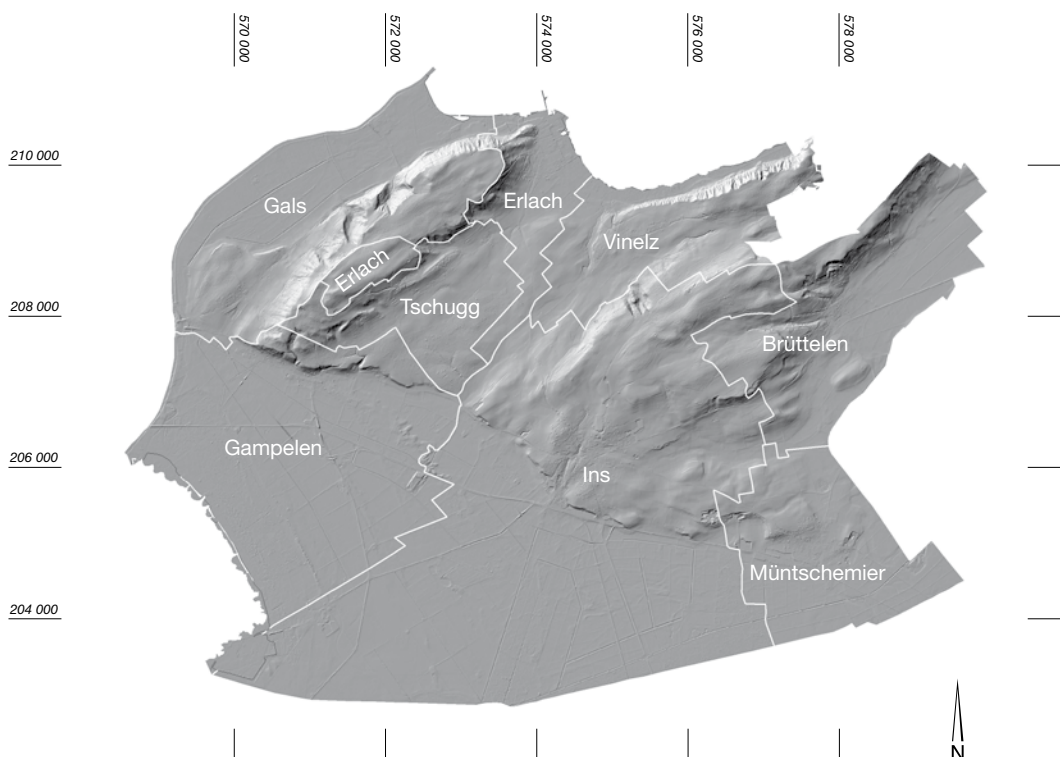 570 000
572 000
574 000
576 000
578 000
210 000
Gals
Erlach
Vinelz
Erlach
Tschugg
208 000
Brüttelen
Gampelen
206 000
Ins
Müntschemier
204 000
N